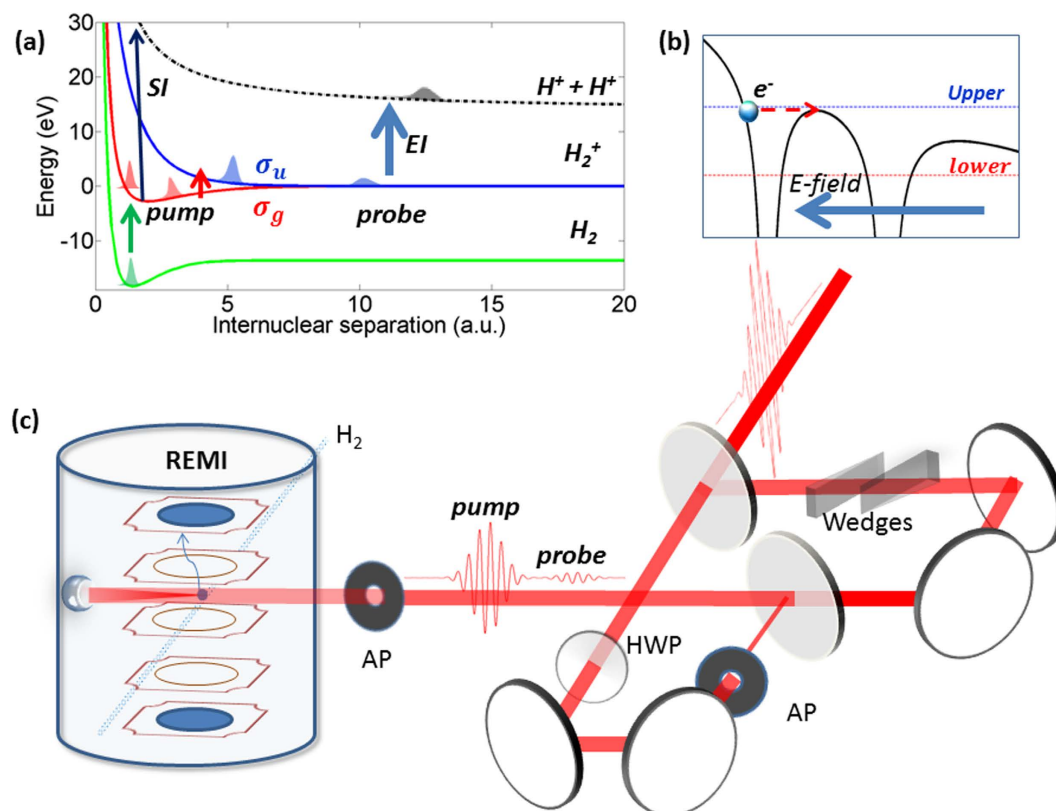 (a)
30
20
10
0
-10
Energy (eV)
SI
H⁺ + H⁺
EI
H₂⁺
σᵤ
σg
pump
probe
H₂
0
5
10
15
20
Internuclear separation (a.u.)
(b)
e⁻
Upper
lower
E-field
(c)
H₂
REMI
pump
probe
Wedges
AP
HWP
AP